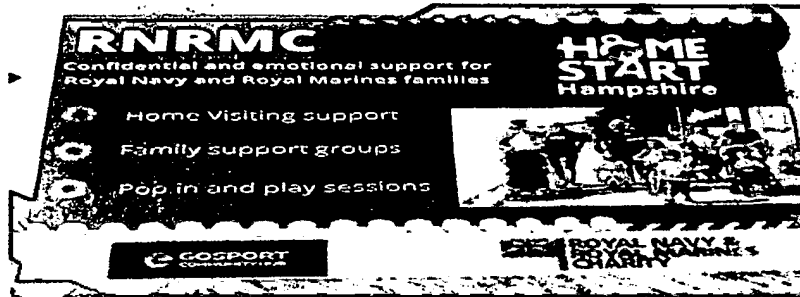 RNRMC
Confidential and emotional support for
Royal Navy and Royal Marines families
Home Visiting support
Family support groups
Pop in and play sessions
HOME
START
Hampshire
GOSPORT
ROYAL NAVY &
ROYAL MARINES
CHARITY